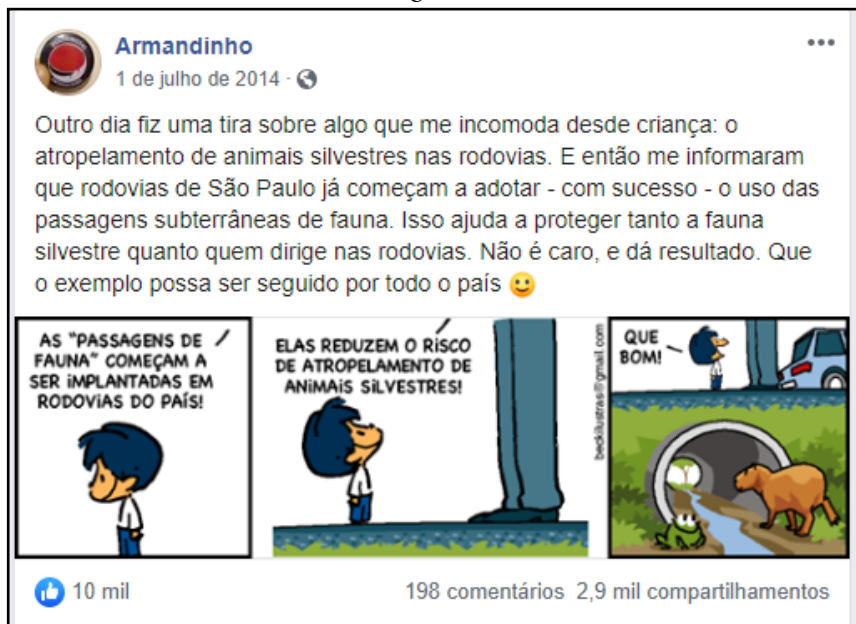 Armandinho
1 de julho de 2014 ·
Outro dia fiz uma tira sobre algo que me incomoda desde criança: o
atropelamento de animais silvestres nas rodovias. E então me informaram
que rodovias de São Paulo já começam a adotar - com sucesso - o uso das
passagens subterrâneas de fauna. Isso ajuda a proteger tanto a fauna
silvestre quanto quem dirige nas rodovias. Não é caro, e dá resultado. Que
o exemplo possa ser seguido por todo o país 🙂
AS "PASSAGENS DE
FAUNA" COMEÇAM A
SER IMPLANTADAS EM
RODOVIAS DO PAÍS!
ELAS REDUZEM O RISCO
DE ATROPELAMENTO DE
ANIMAIS SILVESTRES!
beckilustras@gmail.com
QUE
BOM!
10 mil
198 comentários 2,9 mil compartilhamentos